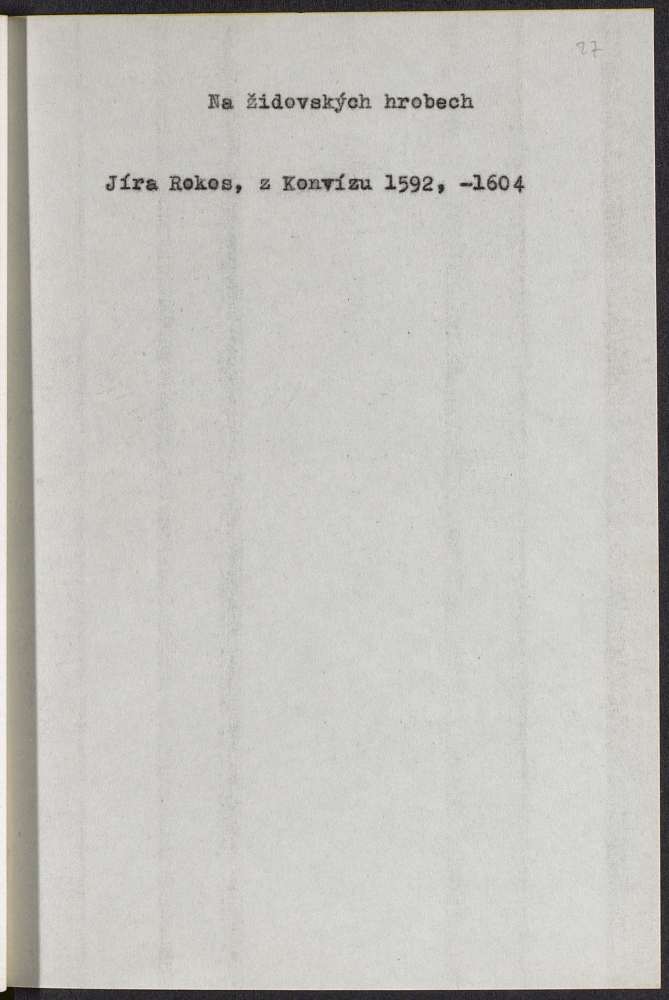 27
Na židovských hrobech
Jíra Rokos, z Konvízu 1592, -1604